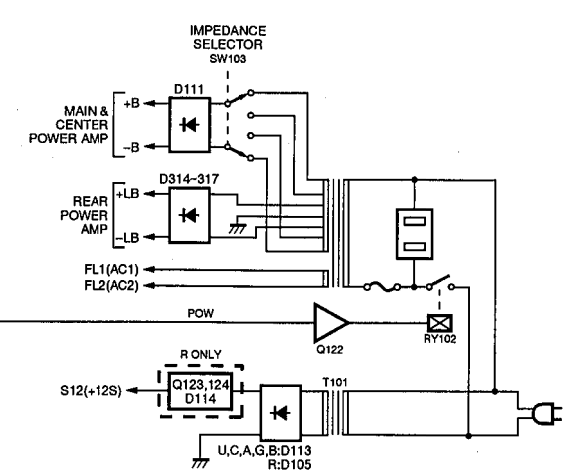 IMPEDANCE
SELECTOR
SW103
D111
+B
MAIN &
CENTER
POWER AMP
−B
D314~317
+LB
REAR
POWER
AMP
−LB
FL1(AC1)
FL2(AC2)
POW
Q122
RY102
R ONLY
T101
S12(+12S)
Q123,124
D114
U,C,A,G,B:D113
R:D105